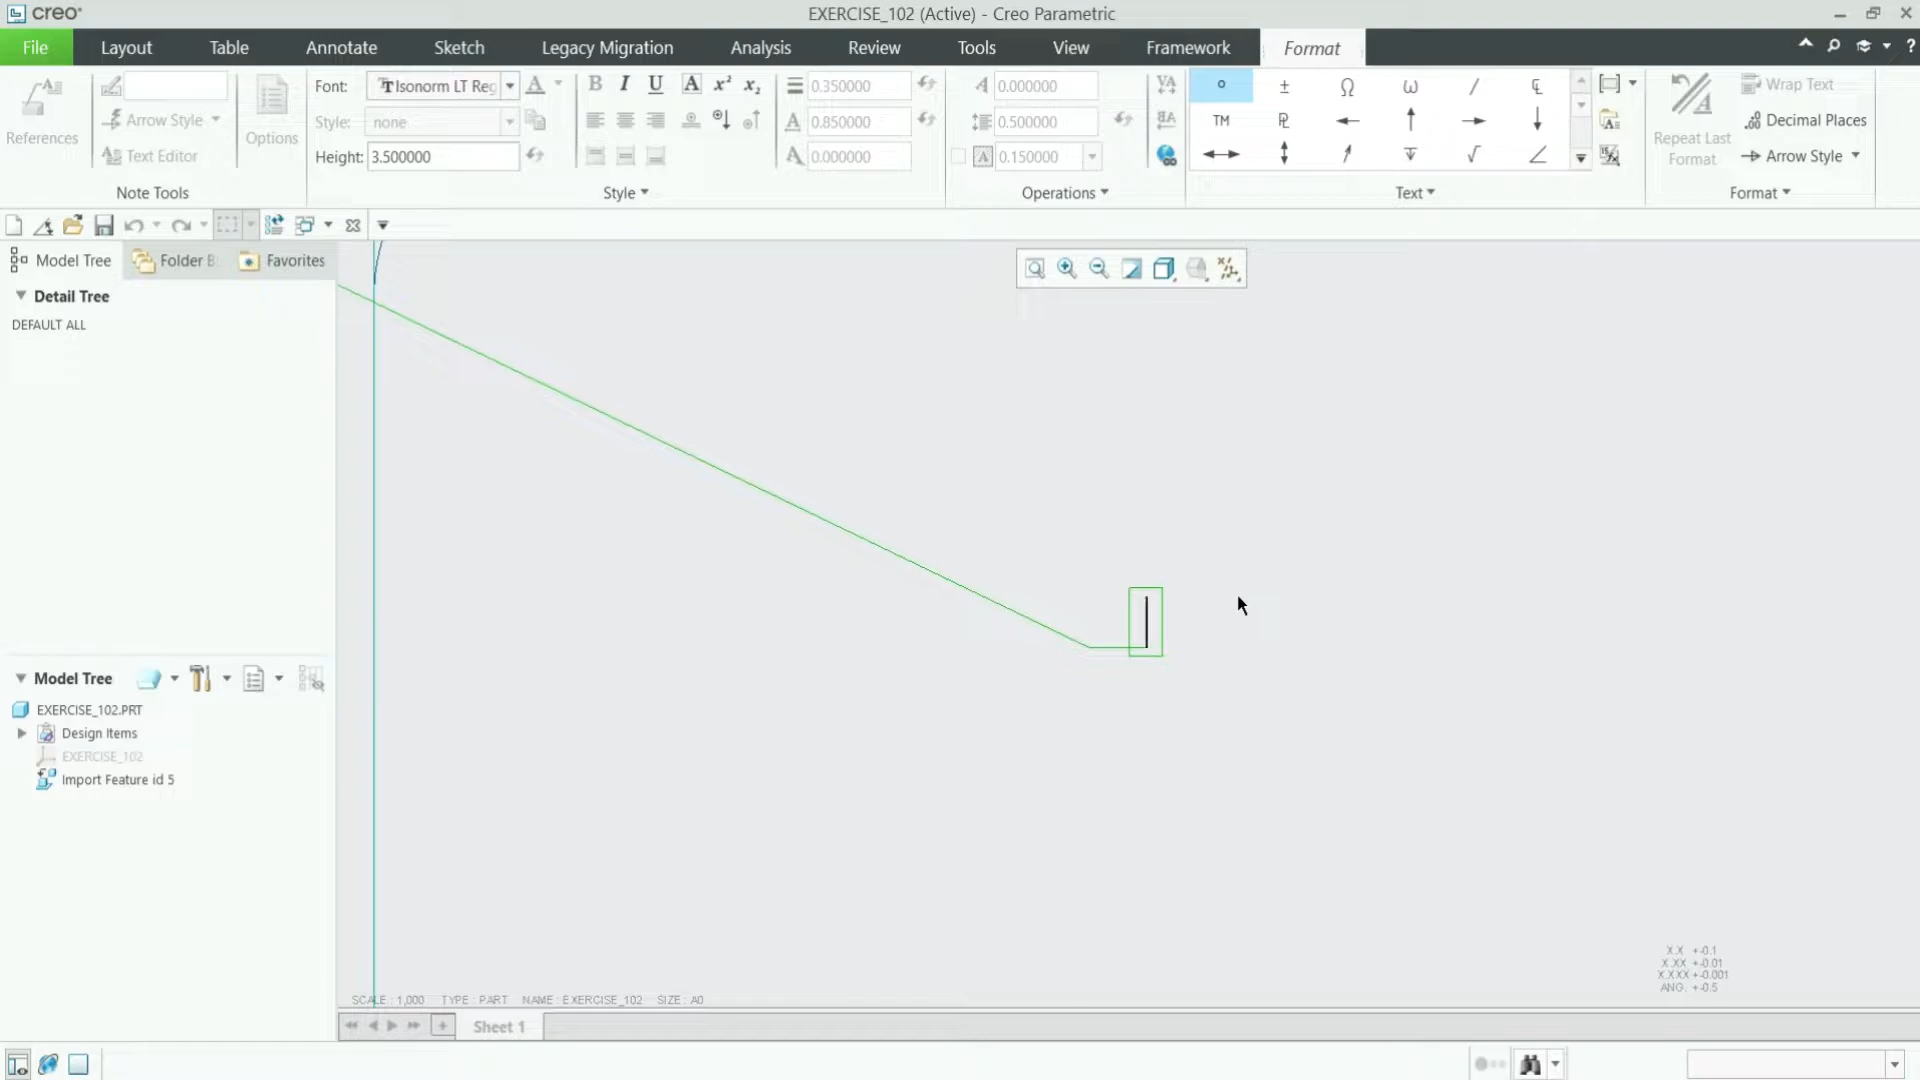 creo°
EXERCISE_102 (Active) - Creo Parametric
File Layout Table Annotate Sketch Legacy Migration Analysis Review Tools View Framework Format
References
Arrow Style
Text Editor
Note Tools
Options
Font: Isonorm LT Reg
Style: none
Height: 3.500000
B I U A x² x₂
Style
0.350000
0.850000
0.000000
0.000000
0.500000
0.150000
Operations
° ± Ω ω /
TM
Text
Repeat Last Format
Wrap Text
Decimal Places
Arrow Style
Format
Model Tree Folder B Favorites
Detail Tree
DEFAULT ALL
Model Tree
EXERCISE_102.PRT
Design Items
EXERCISE_102
Import Feature id 5
X.X +-0.1
X.XX +-0.01
X.XXX +-0.001
ANG. +-0.5
SCALE : 1,000 TYPE : PART NAME : EXERCISE_102 SIZE : A0
Sheet 1